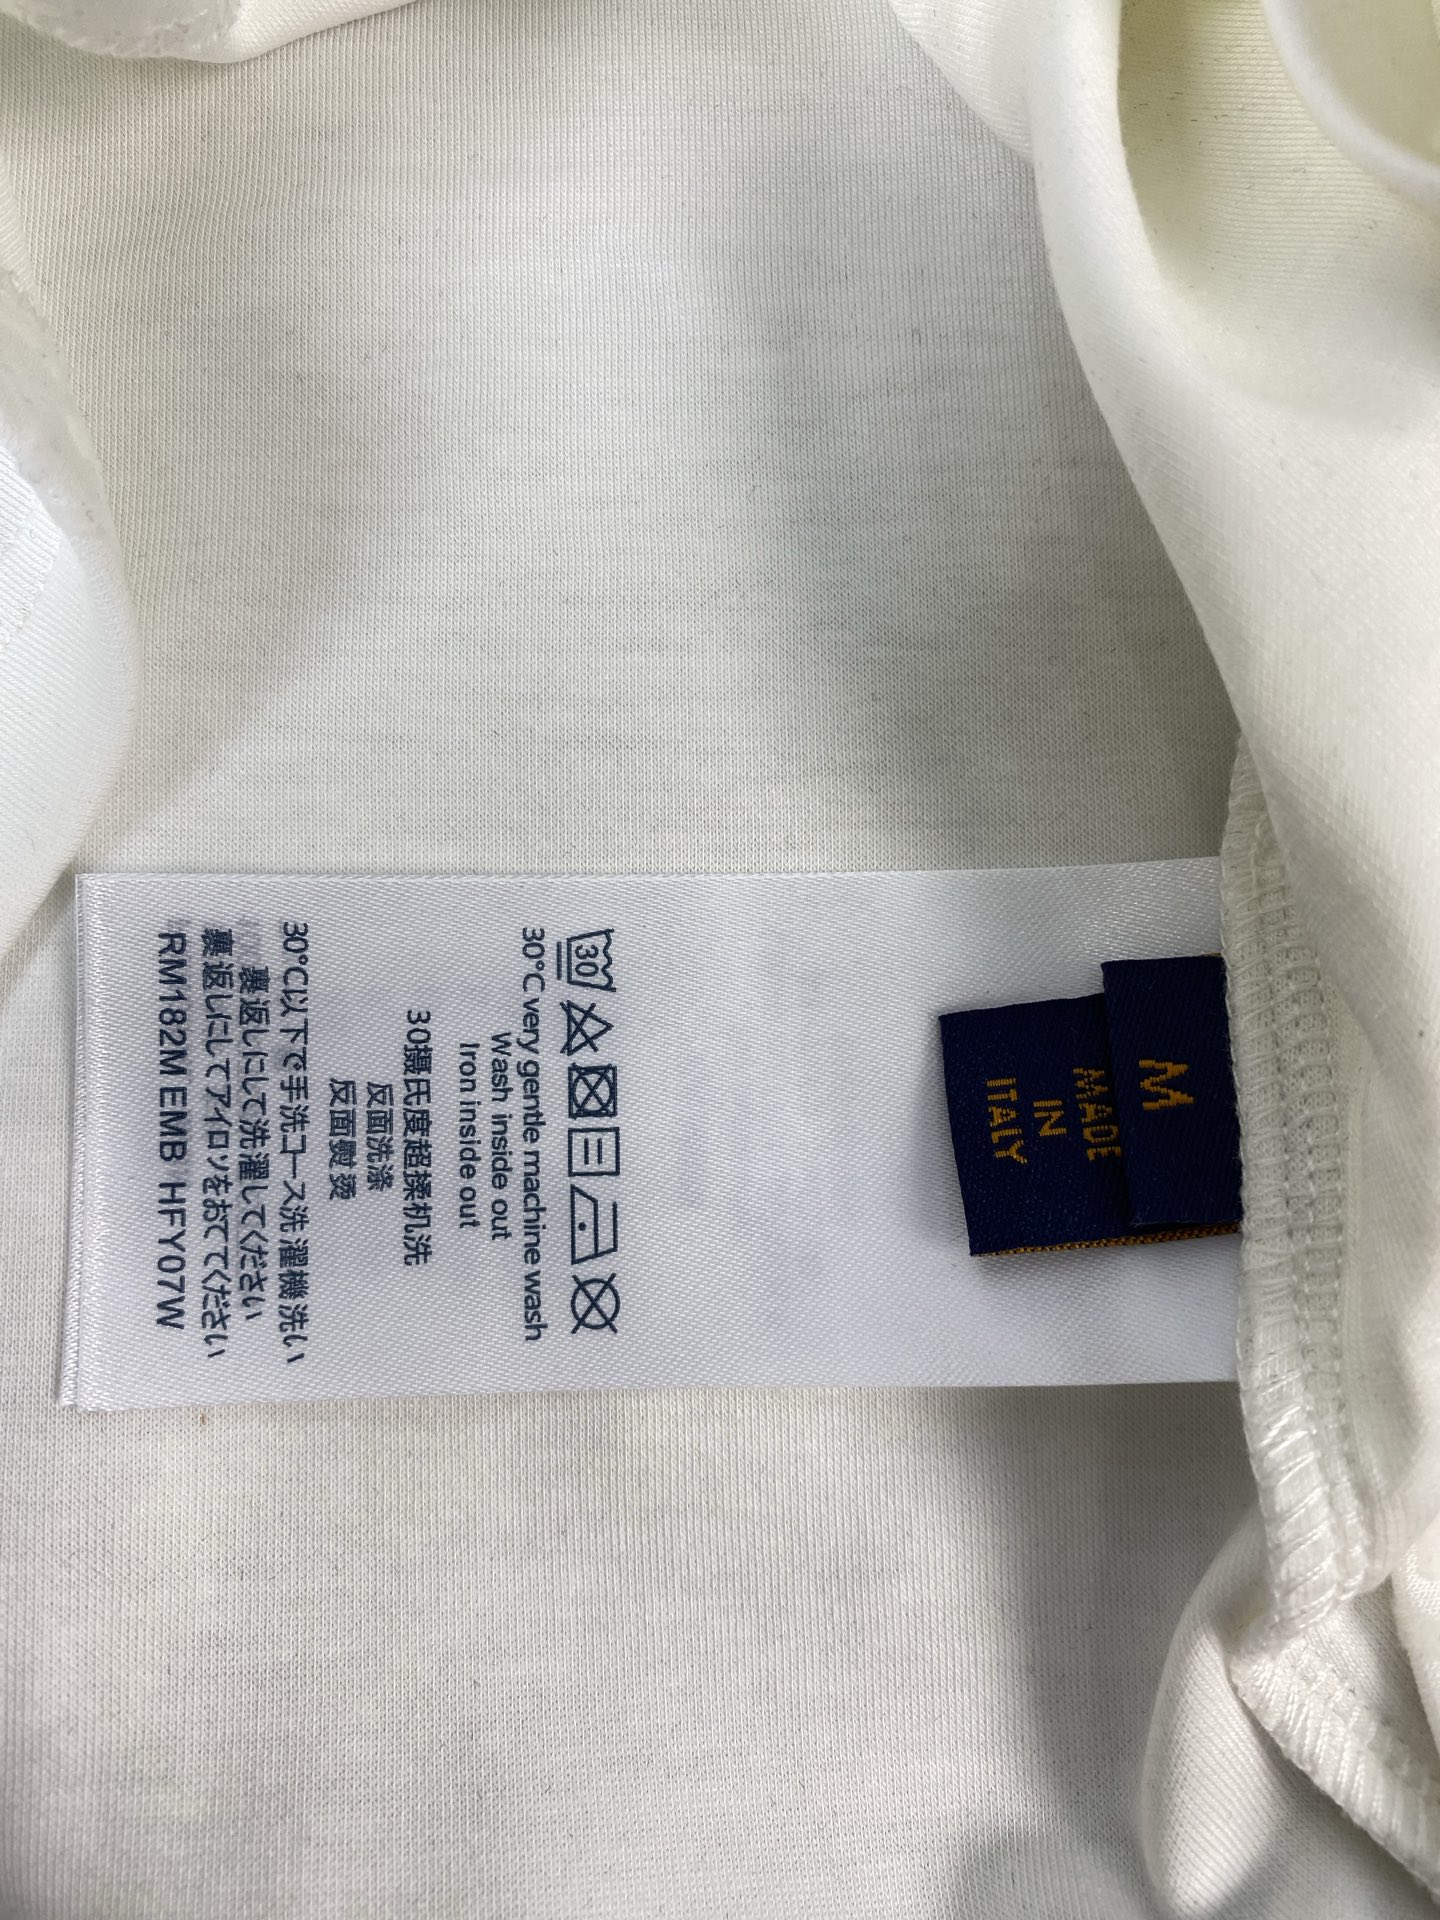 30
30°C very gentle machine wash
Wash inside out
Iron inside out
30摄氏度超揉机洗
反面洗涤
反面熨烫
30°C以下で手洗コース洗濯機洗い
裏返しにして洗濯してください
裏返しにしてアイロンをおててください
RM182M EMB HFY07W
M
MADE
IN
ITALY